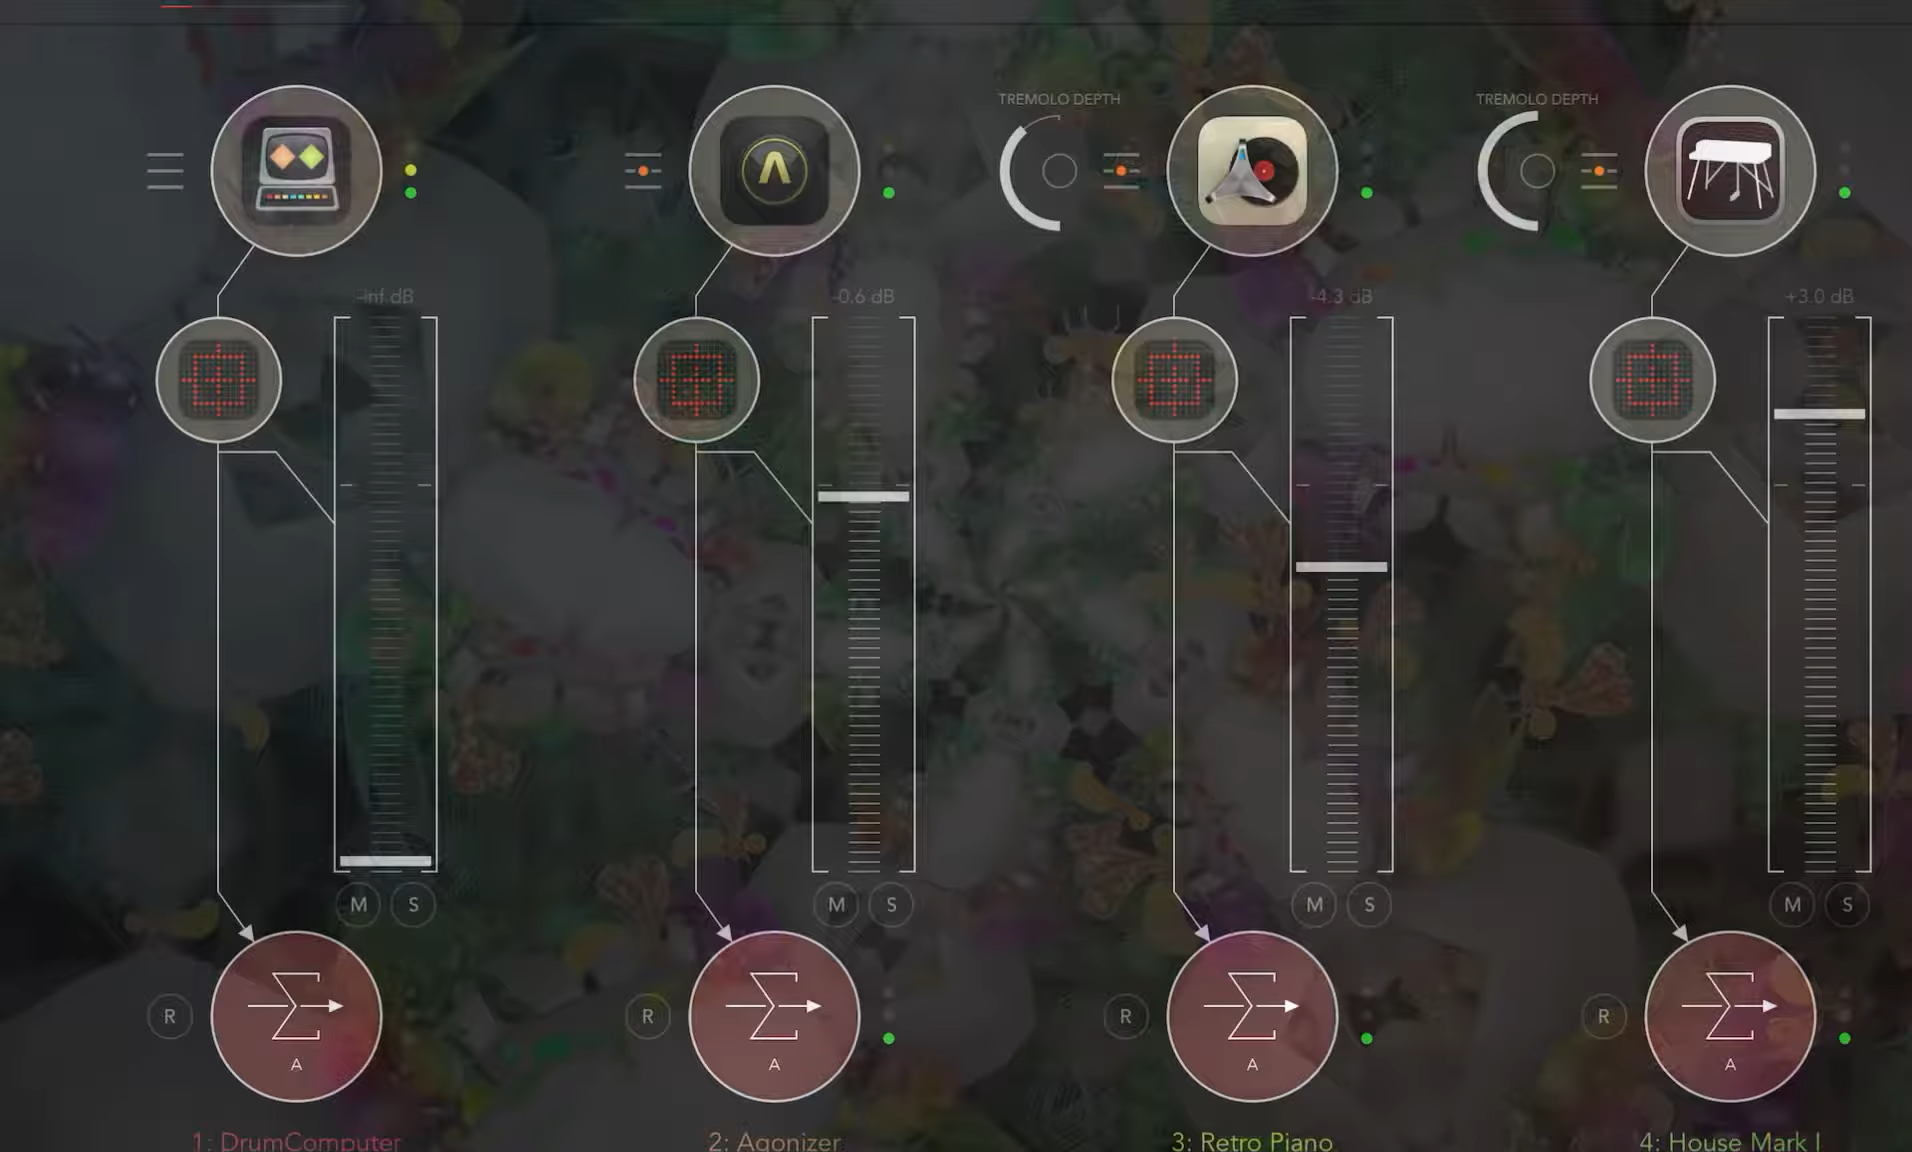 TREMOLO DEPTH
TREMOLO DEPTH
-inf dB
-0.6 dB
-4.3 dB
+3.0 dB
M S
M S
M S
M S
R
R
R
R
A
A
A
A
1: DrumComputer
2: Agonizer
3: Retro Piano
4: House Mark I